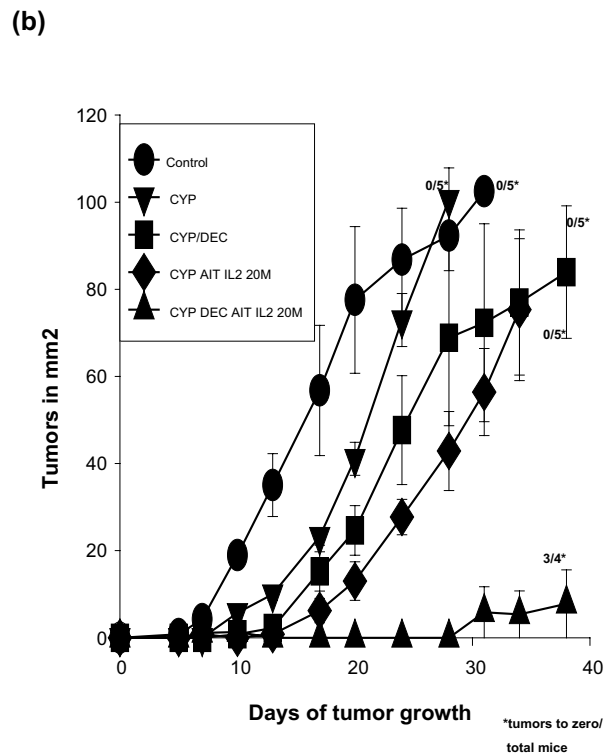 (b)
120
100
80
60
40
20
0
Tumors in mm2
Control
CYP
CYP/DEC
CYP AIT IL2 20M
CYP DEC AIT IL2 20M
0/5*
0/5*
0/5*
0/5*
3/4*
0
10
20
30
40
Days of tumor growth
*tumors to zero/
total mice